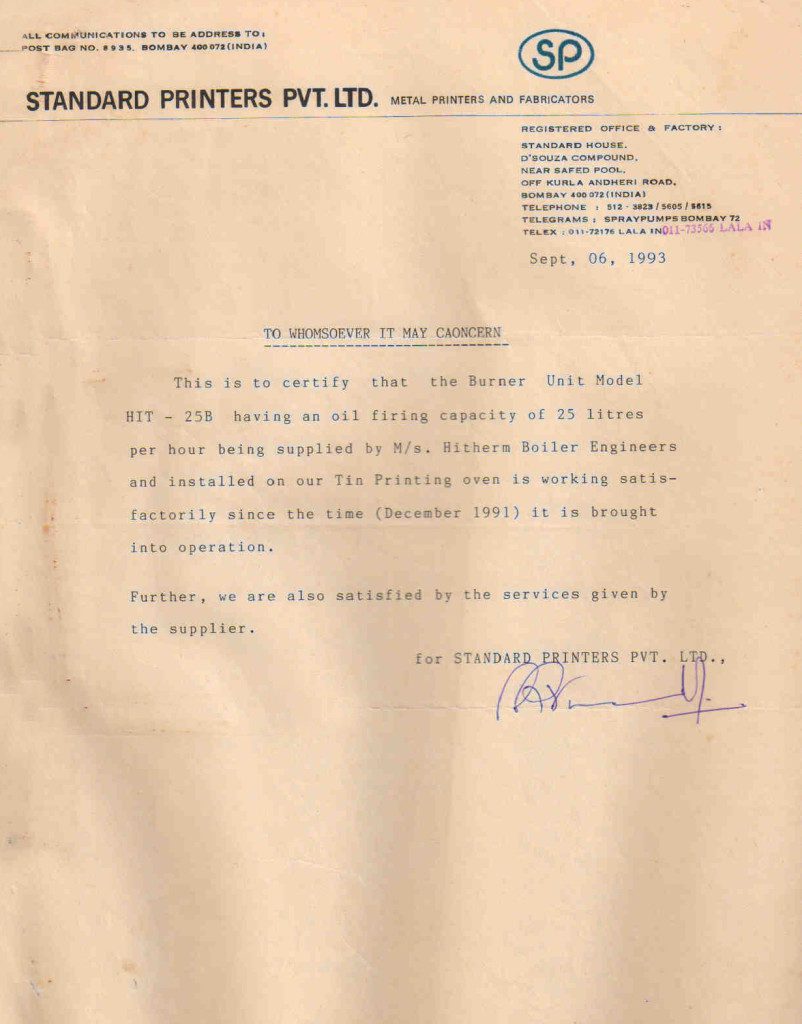 ALL COMMUNICATIONS TO BE ADDRESS TO:
POST BAG NO. 8935. BOMBAY 400 072 (INDIA)
SP
STANDARD PRINTERS PVT. LTD. METAL PRINTERS AND FABRICATORS
REGISTERED OFFICE & FACTORY :
STANDARD HOUSE,
D'SOUZA COMPOUND,
NEAR SAFED POOL,
OFF KURLA ANDHERI ROAD,
BOMBAY 400 072 (INDIA)
TELEPHONE : 512 - 3823 / 5605 / 5615
TELEGRAMS : SPRAYPUMPS BOMBAY 72
TELEX : 011-72176 LALA IN 011-73566 LALA IN
Sept, 06, 1993
TO WHOMSOEVER IT MAY CAONCERN
This is to certify that the Burner Unit Model
HIT - 25B having an oil firing capacity of 25 litres
per hour being supplied by M/s. Hitherm Boiler Engineers
and installed on our Tin Printing oven is working satis-
factorily since the time (December 1991) it is brought
into operation.
Further, we are also satisfied by the services given by
the supplier.
for STANDARD PRINTERS PVT. LTD.,